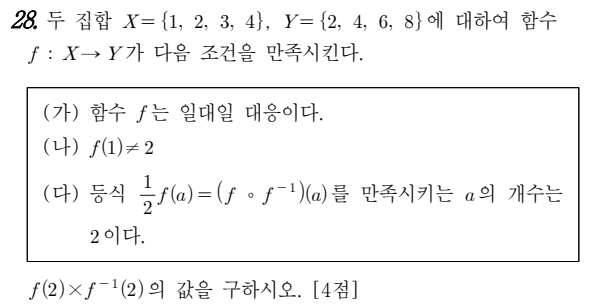 28. 두 집합 X={1, 2, 3, 4}, Y={2, 4, 6, 8}에 대하여 함수
f : X→Y가 다음 조건을 만족시킨다.
(가) 함수 f는 일대일 대응이다.
(나) f(1)≠2
(다) 등식 1/2 f(a)=(f∘f⁻¹)(a)를 만족시키는 a의 개수는
2이다.
f(2)×f⁻¹(2)의 값을 구하시오. [4점]